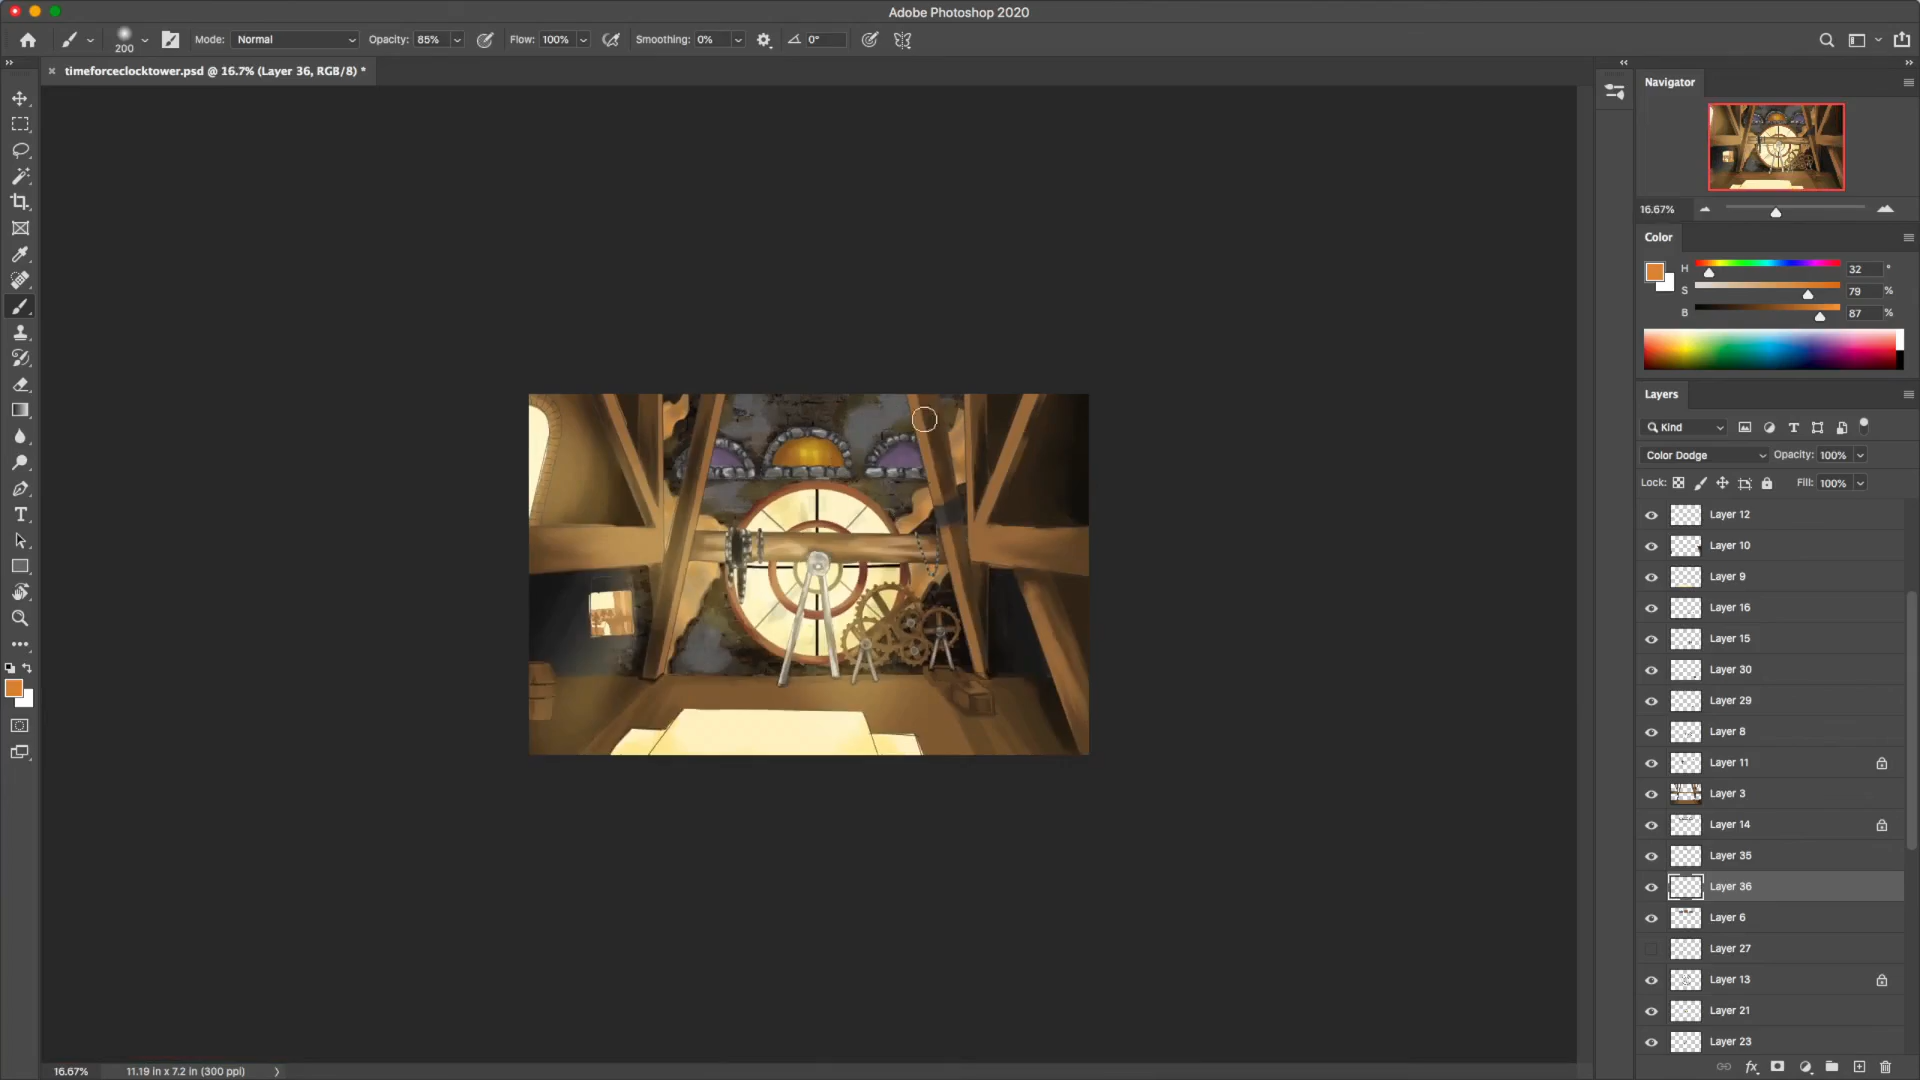 Adobe Photoshop 2020
200
Mode: Normal
Opacity: 85%
Flow: 100%
Smoothing: 0%
0°
timeforceclocktower.psd @ 16.7% (Layer 36, RGB/8) *
Navigator
16.67%
Color
H 32 °
S 79 %
B 87 %
Layers
Kind
Color Dodge
Opacity: 100%
Lock:
Fill: 100%
Layer 12
Layer 10
Layer 9
Layer 16
Layer 15
Layer 30
Layer 29
Layer 8
Layer 11
Layer 3
Layer 14
Layer 35
Layer 36
Layer 6
Layer 27
Layer 13
Layer 21
Layer 23
fx
16.67%
11.19 in x 7.2 in (300 ppi)